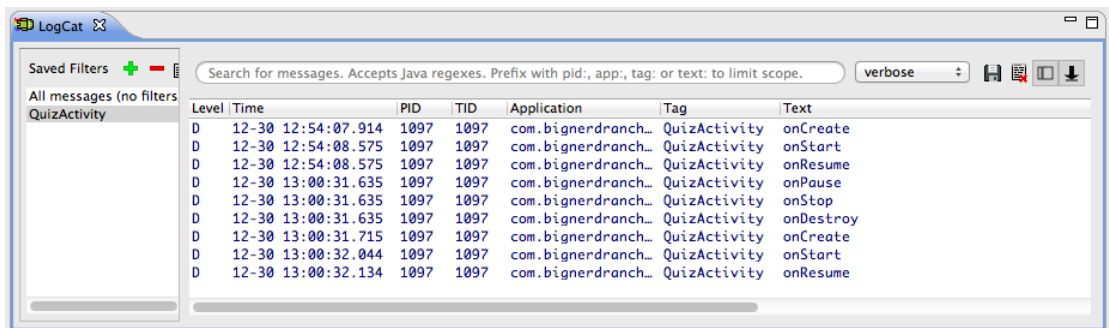 LogCat
Saved Filters
Search for messages. Accepts Java regexes. Prefix with pid:, app:, tag: or text: to limit scope.
verbose
All messages (no filters
QuizActivity
Level Time PID TID Application Tag Text
D 12-30 12:54:07.914 1097 1097 com.bignerdranch… QuizActivity onCreate
D 12-30 12:54:08.575 1097 1097 com.bignerdranch… QuizActivity onStart
D 12-30 12:54:08.575 1097 1097 com.bignerdranch… QuizActivity onResume
D 12-30 13:00:31.635 1097 1097 com.bignerdranch… QuizActivity onPause
D 12-30 13:00:31.635 1097 1097 com.bignerdranch… QuizActivity onStop
D 12-30 13:00:31.635 1097 1097 com.bignerdranch… QuizActivity onDestroy
D 12-30 13:00:31.715 1097 1097 com.bignerdranch… QuizActivity onCreate
D 12-30 13:00:32.044 1097 1097 com.bignerdranch… QuizActivity onStart
D 12-30 13:00:32.134 1097 1097 com.bignerdranch… QuizActivity onResume